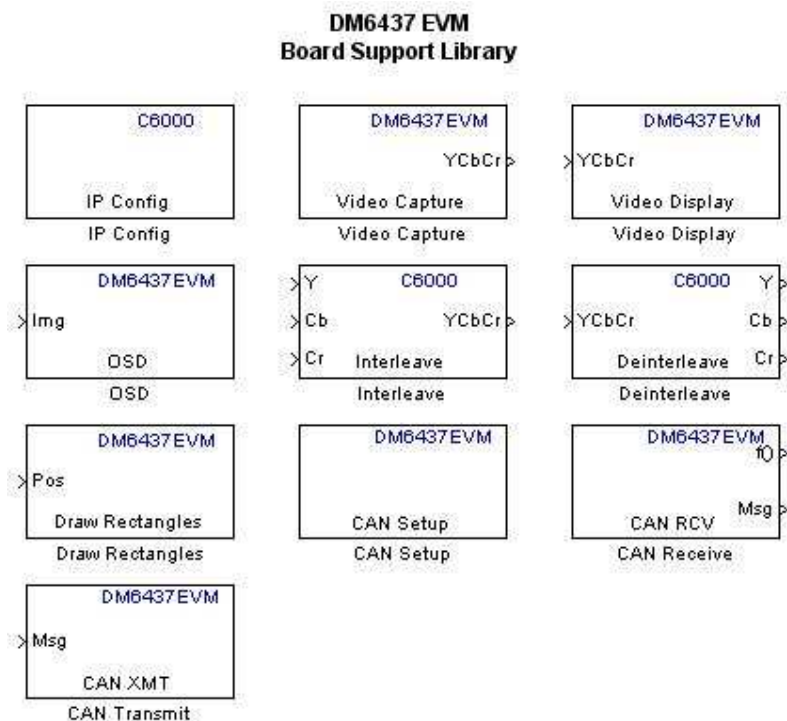 DM6437 EVM
Board Support Library
C6000
IP Config
IP Config
DM6437EVM
YCbCr
Video Capture
Video Capture
DM6437EVM
YCbCr
Video Display
Video Display
DM6437EVM
Img
OSD
OSD
C6000
Y
Cb
Cr
YCbCr
Interleave
Interleave
C6000
YCbCr
Y
Cb
Cr
Deinterleave
Deinterleave
DM6437EVM
Pos
Draw Rectangles
Draw Rectangles
DM6437EVM
CAN Setup
CAN Setup
DM6437EVM
f()
Msg
CAN RCV
CAN Receive
DM6437EVM
Msg
CAN XMT
CAN Transmit